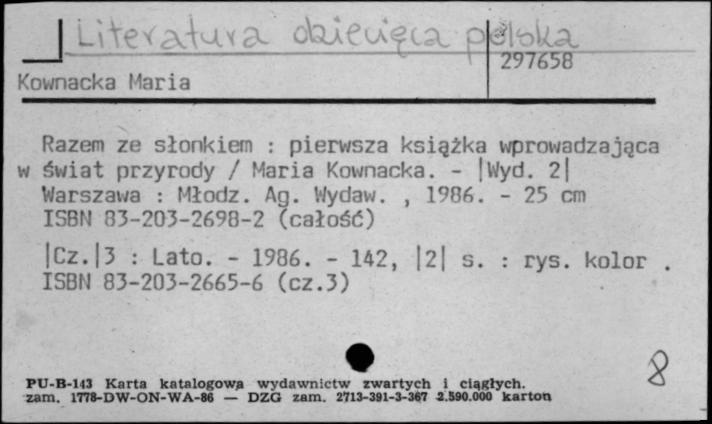 Literatura dziecięca polska
297658
Kownacka Maria
Razem ze słonkiem : pierwsza książka wprowadzająca
w świat przyrody / Maria Kownacka. - |Wyd. 2|
Warszawa : Młodz. Ag. Wydaw. , 1986. - 25 cm
ISBN 83-203-2698-2 (całość)
|Cz.|3 : Lato. - 1986. - 142, |2| s. : rys. kolor .
ISBN 83-203-2665-6 (cz.3)
8
PU-B-143 Karta katalogowa wydawnictw zwartych i ciągłych.
zam. 1778-DW-ON-WA-86 — DZG zam. 2713-391-3-367 2.590.000 karton